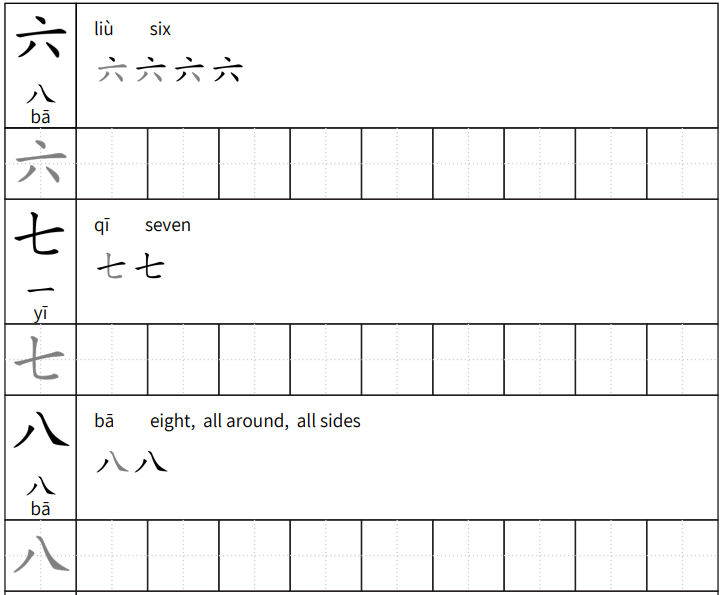 六 liù six
六 六 六 六
八
bā
六
七 qī seven
七 七
一
yī
七
八 bā eight, all around, all sides
八 八
八
bā
八